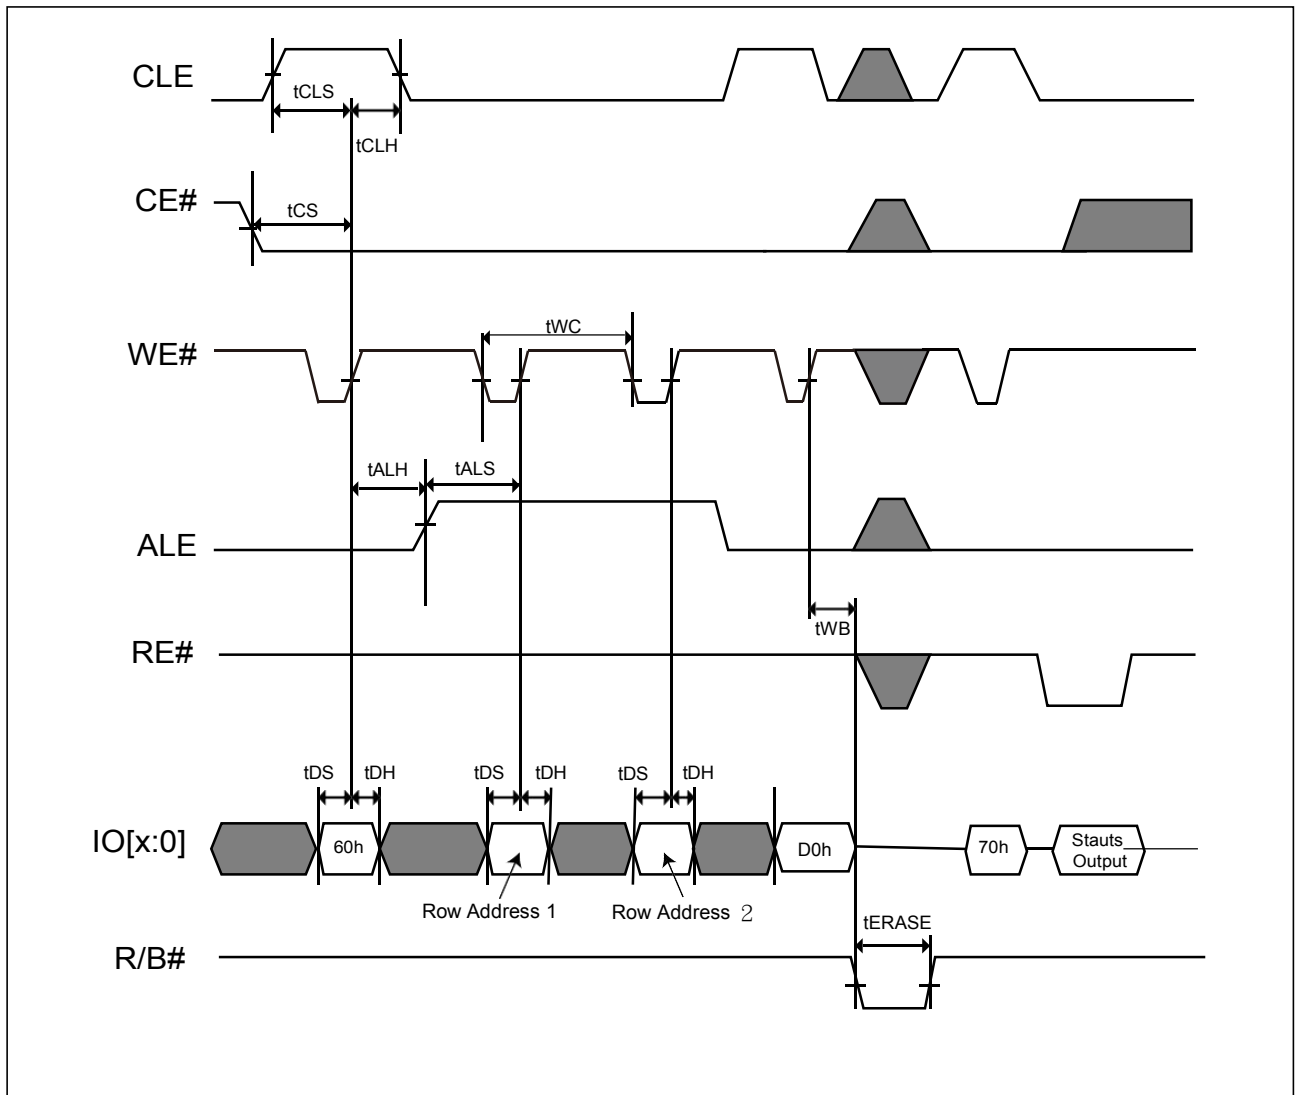 CLE
tCLS
tCLH
CE#
tCS
tWC
WE#
tALH
tALS
ALE
tWB
RE#
tDS
tDH
tDS
tDH
tDS
tDH
IO[x:0]
60h
D0h
70h
Stauts
Output
Row Address 1
Row Address 2
tERASE
R/B#